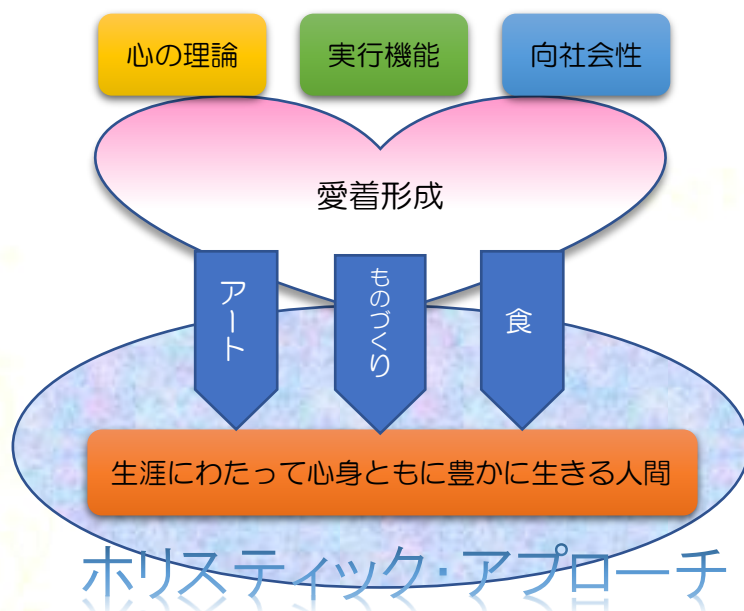 心の理論
実行機能
向社会性
愛着形成
アート
ものづくり
食
生涯にわたって心身ともに豊かに生きる人間
ホリスティック・アプローチ